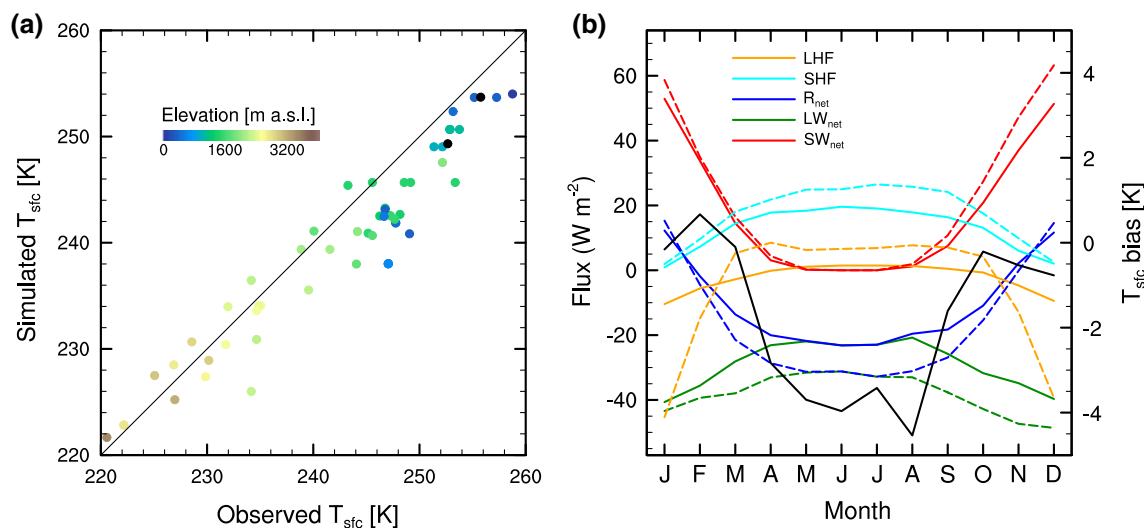 (a)
260
250
240
230
220
220 230 240 250 260
Simulated T_sfc [K]
Observed T_sfc [K]
Elevation [m a.s.l.]
0 1600 3200
(b)
60
40
20
0
-20
-40
Flux (W m⁻²)
LHF
SHF
R_net
LW_net
SW_net
4
2
0
-2
-4
T_sfc bias [K]
J F M A M J J A S O N D
Month